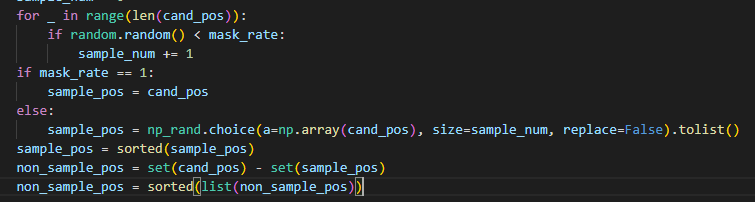 for _ in range(len(cand_pos)):
if random.random() < mask_rate:
sample_num += 1
if mask_rate == 1:
sample_pos = cand_pos
else:
sample_pos = np_rand.choice(a=np.array(cand_pos), size=sample_num, replace=False).tolist()
sample_pos = sorted(sample_pos)
non_sample_pos = set(cand_pos) - set(sample_pos)
non_sample_pos = sorted(list(non_sample_pos))